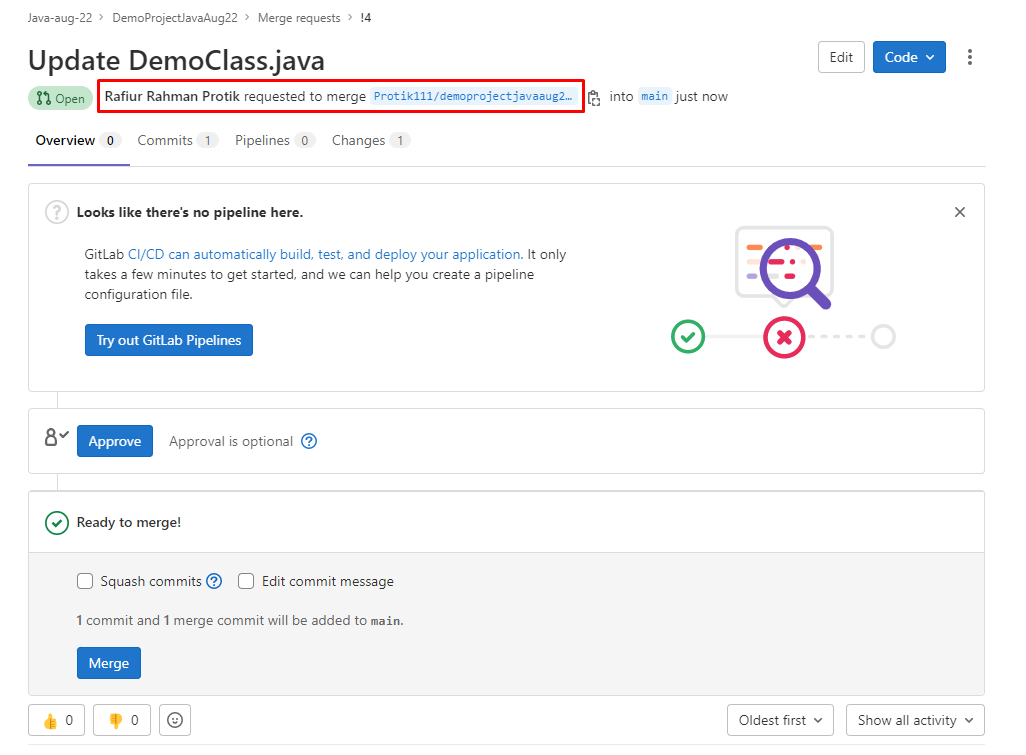 Java-aug-22 > DemoProjectJavaAug22 > Merge requests > !4
Update DemoClass.java
Edit
Code
Open Rafiur Rahman Protik requested to merge Protik111/demoprojectjavaaug2… into main just now
Overview 0 Commits 1 Pipelines 0 Changes 1
Looks like there's no pipeline here.
GitLab CI/CD can automatically build, test, and deploy your application. It only
takes a few minutes to get started, and we can help you create a pipeline
configuration file.
Try out GitLab Pipelines
Approve Approval is optional
Ready to merge!
Squash commits Edit commit message
1 commit and 1 merge commit will be added to main.
Merge
👍 0 👎 0 Oldest first Show all activity